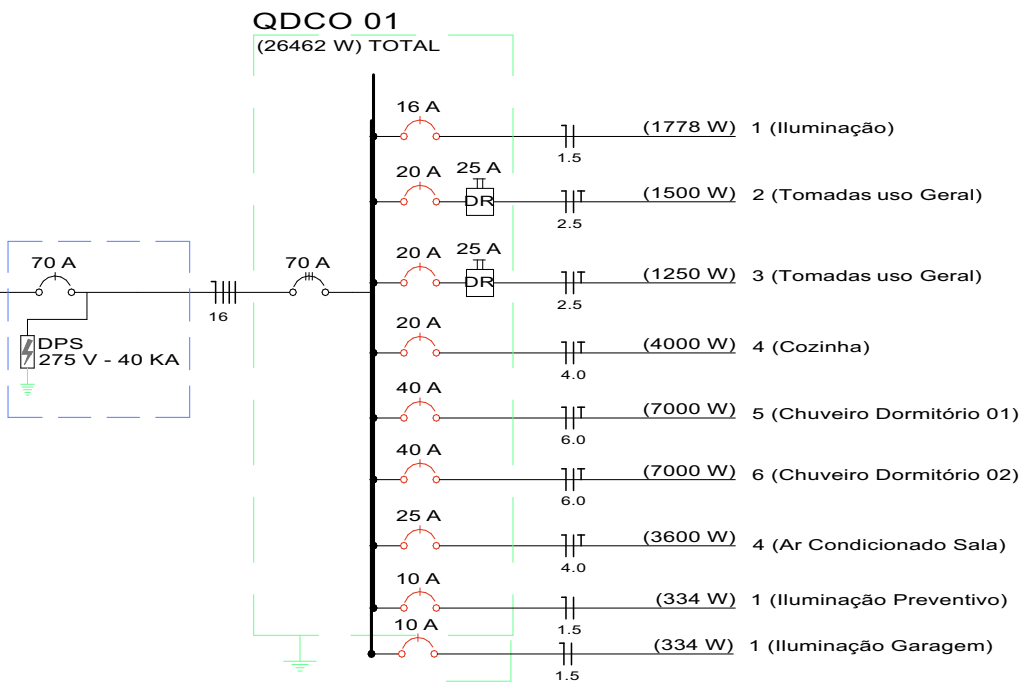 QDCO 01
(26462 W) TOTAL
16 A
1.5
(1778 W) 1 (Iluminação)
20 A
25 A
DR
2.5
(1500 W) 2 (Tomadas uso Geral)
20 A
25 A
DR
2.5
(1250 W) 3 (Tomadas uso Geral)
70 A
DPS
275 V - 40 KA
16
70 A
20 A
4.0
(4000 W) 4 (Cozinha)
40 A
6.0
(7000 W) 5 (Chuveiro Dormitório 01)
40 A
6.0
(7000 W) 6 (Chuveiro Dormitório 02)
25 A
4.0
(3600 W) 4 (Ar Condicionado Sala)
10 A
1.5
(334 W) 1 (Iluminação Preventivo)
10 A
1.5
(334 W) 1 (Iluminação Garagem)